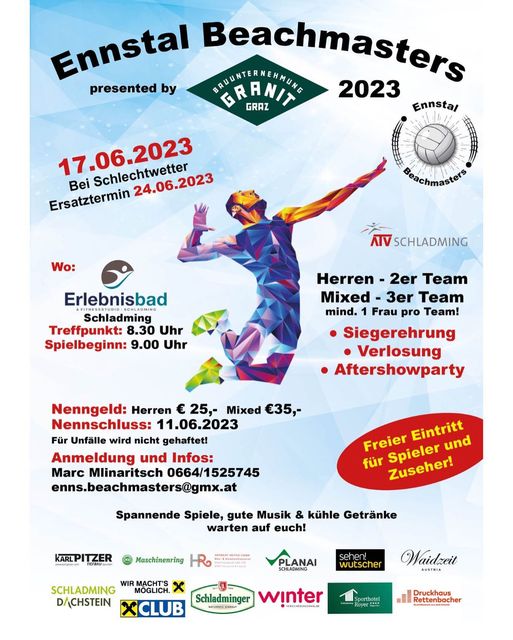 Ennstal Beachmasters
presented by
BAUUNTERNEHMUNG
GRANIT
GRAZ
2023
Ennstal
Beachmasters
17.06.2023
Bei Schlechtwetter
Ersatztermin 24.06.2023
ATV SCHLADMING
Wo:
Erlebnisbad
& FITNESSSTUDIO · SCHLADMING
Schladming
Treffpunkt: 8.30 Uhr
Spielbeginn: 9.00 Uhr
Herren - 2er Team
Mixed - 3er Team
mind. 1 Frau pro Team!
● Siegerehrung
● Verlosung
● Aftershowparty
Nenngeld: Herren € 25,- Mixed €35,-
Nennschluss: 11.06.2023
Für Unfälle wird nicht gehaftet!
Anmeldung und Infos:
Marc Mlinaritsch 0664/1525745
enns.beachmasters@gmx.at
Freier Eintritt
für Spieler und
Zuseher!
Spannende Spiele, gute Musik & kühle Getränke
warten auf euch!
KARL PITZER
Maschinenring
HR
PLANAI
SCHLADMING
sehen!
wutscher
Waidzeit
AUSTRIA
SCHLADMING
DACHSTEIN
WIR MACHT'S
MÖGLICH.
CLUB
Schladminger
winter
Sporthotel
Royer
Druckhaus
Rettenbacher